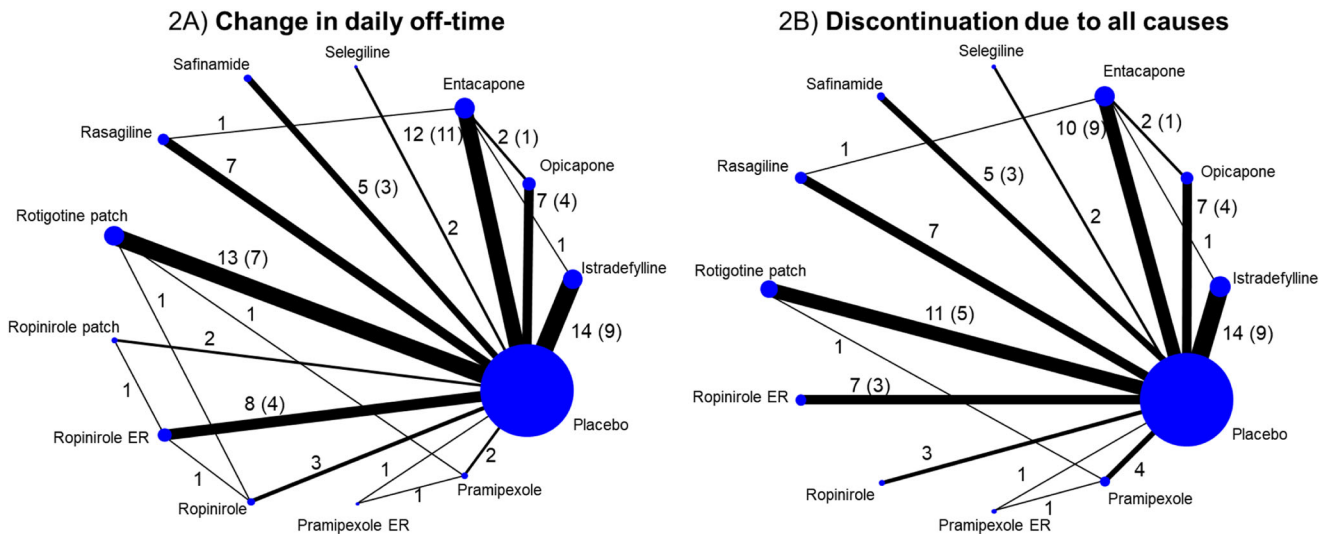 2A) Change in daily off-time
Selegiline
Safinamide
Entacapone
Rasagiline
1
12 (11)
2 (1)
Opicapone
7
5 (3)
7 (4)
Rotigotine patch
2
1
13 (7)
Istradefylline
1
1
14 (9)
Ropinirole patch
2
1
8 (4)
Placebo
Ropinirole ER
3
2
1
1
1
Pramipexole
Ropinirole
Pramipexole ER
2B) Discontinuation due to all causes
Selegiline
Entacapone
Safinamide
10 (9)
2 (1)
1
Rasagiline
5 (3)
Opicapone
7 (4)
2
7
1
Rotigotine patch
Istradefylline
11 (5)
14 (9)
1
7 (3)
Ropinirole ER
Placebo
3
4
1
Ropinirole
Pramipexole
1
Pramipexole ER